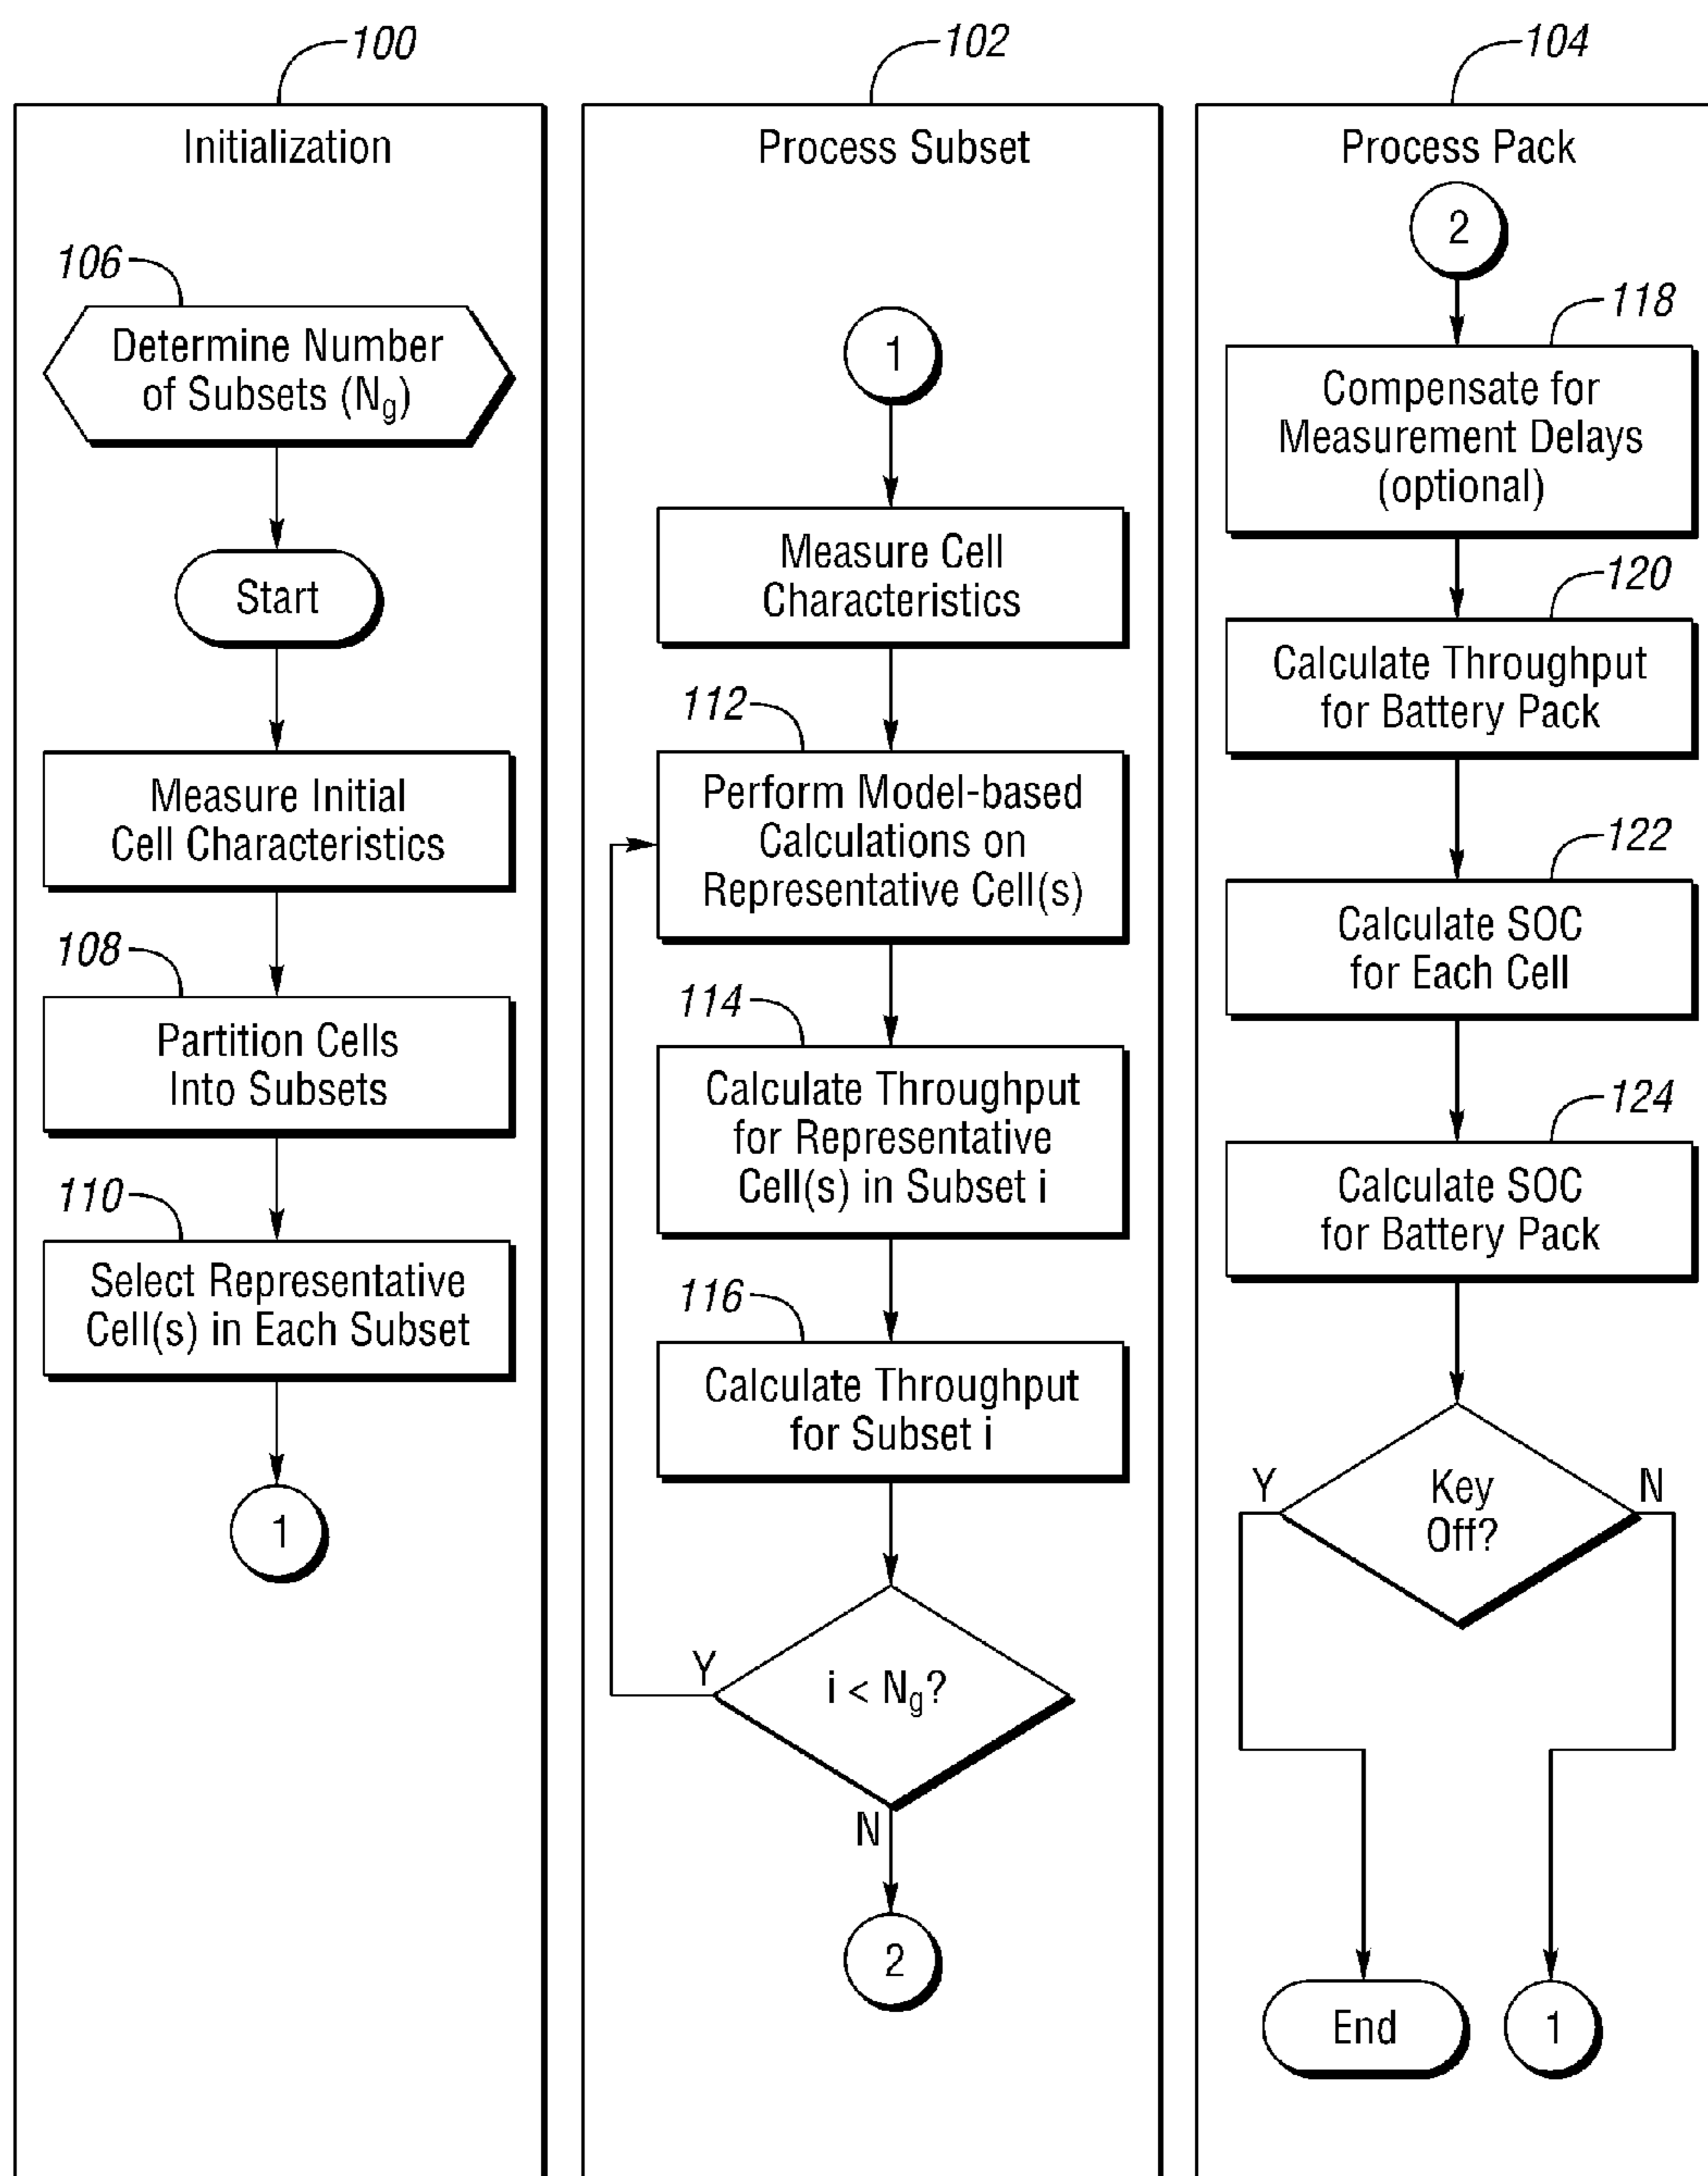 100
Initialization
106
Determine Number
of Subsets (Ng)
Start
Measure Initial
Cell Characteristics
108
Partition Cells
Into Subsets
110
Select Representative
Cell(s) in Each Subset
1
102
Process Subset
1
Measure Cell
Characteristics
112
Perform Model-based
Calculations on
Representative Cell(s)
114
Calculate Throughput
for Representative
Cell(s) in Subset i
116
Calculate Throughput
for Subset i
Y
i < Ng?
N
2
104
Process Pack
2
118
Compensate for
Measurement Delays
(optional)
120
Calculate Throughput
for Battery Pack
122
Calculate SOC
for Each Cell
124
Calculate SOC
for Battery Pack
Y
Key
Off?
N
End
1